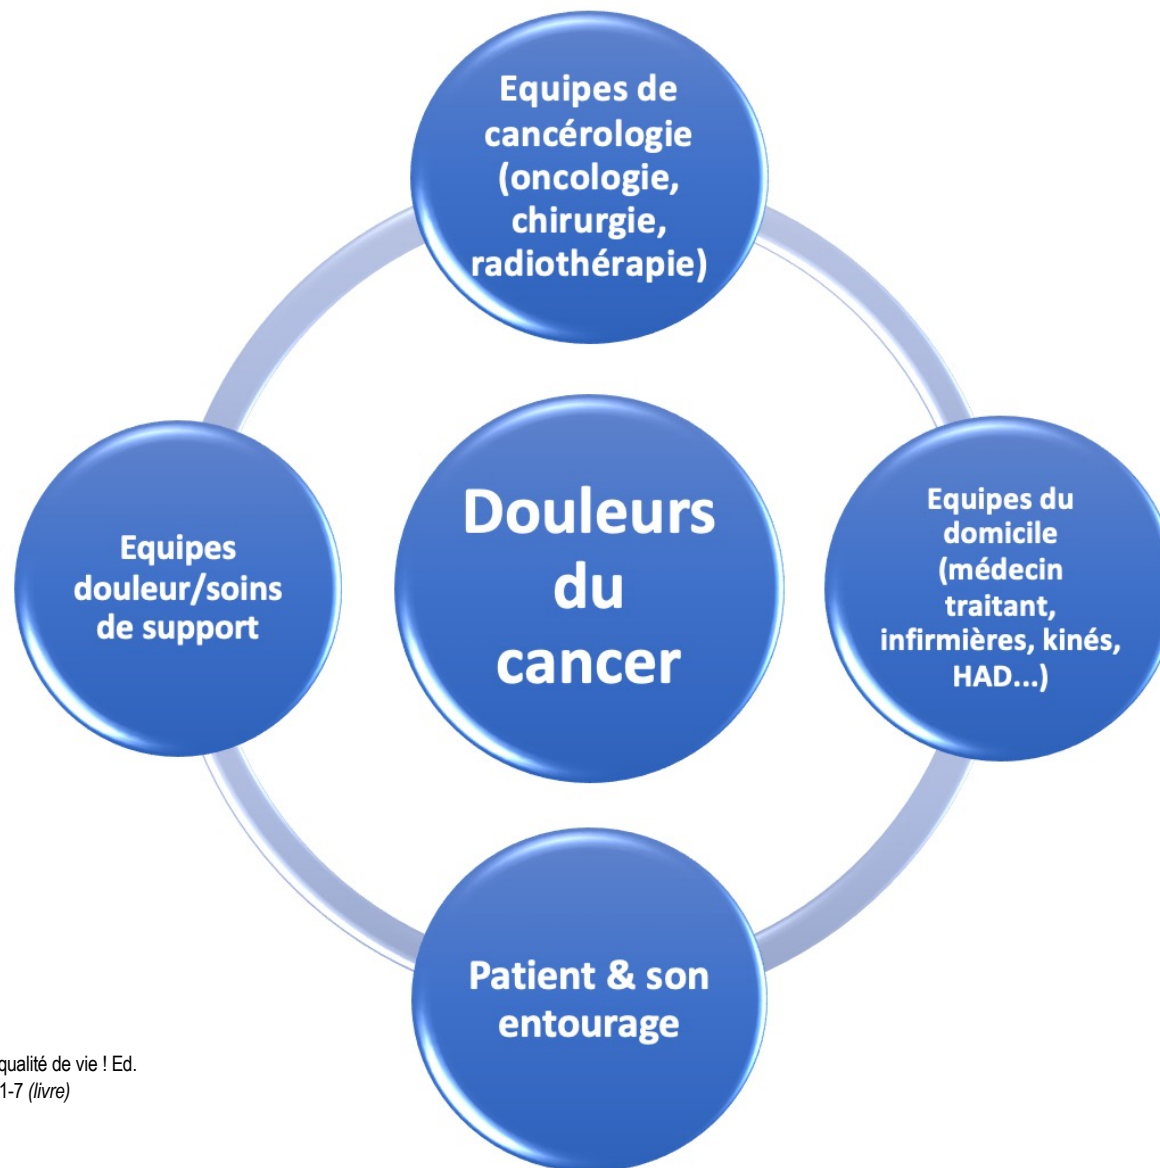 Equipes de
cancérologie
(oncologie,
chirurgie,
radiothérapie)
Equipes
douleur/soins
de support
Douleurs
du
cancer
Equipes du
domicile
(médecin
traitant,
infirmières, kinés,
HAD...)
Patient & son
entourage
qualité de vie ! Ed.
1-7 (livre)